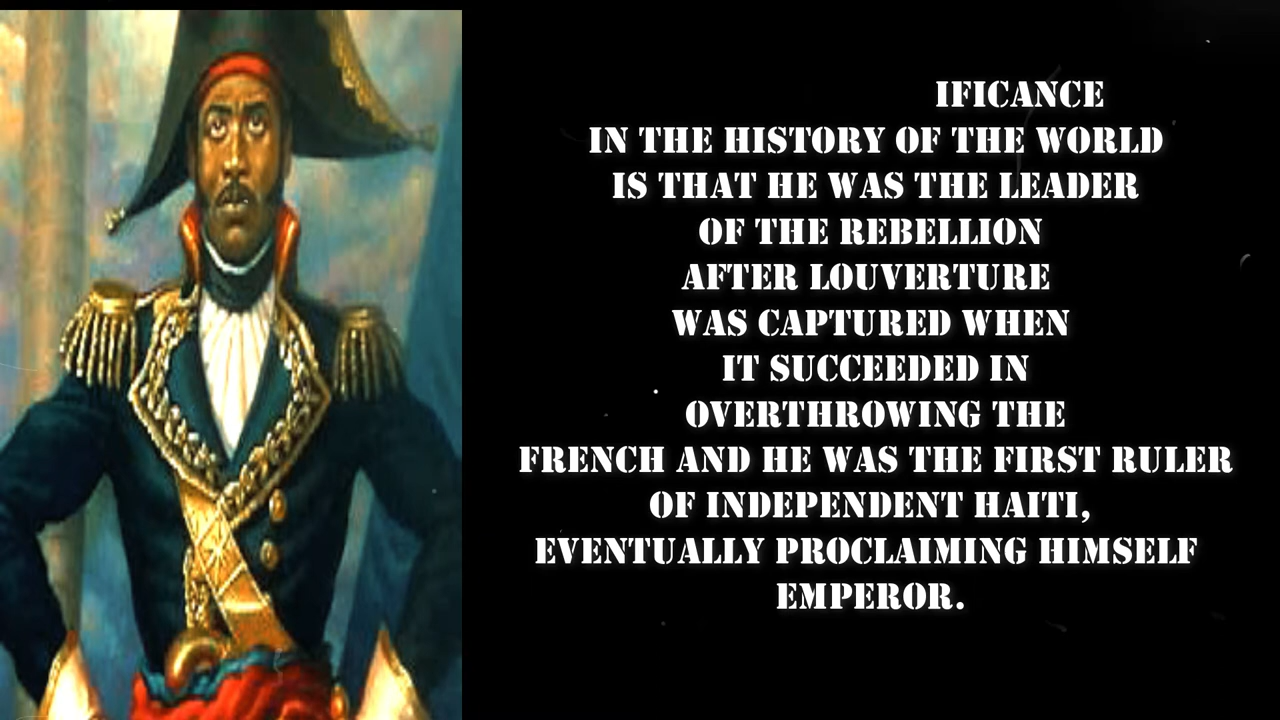 IFICANCE
IN THE HISTORY OF THE WORLD
IS THAT HE WAS THE LEADER
OF THE REBELLION
AFTER LOUVERTURE
WAS CAPTURED WHEN
IT SUCCEEDED IN
OVERTHROWING THE
FRENCH AND HE WAS THE FIRST RULER
OF INDEPENDENT HAITI,
EVENTUALLY PROCLAIMING HIMSELF
EMPEROR.